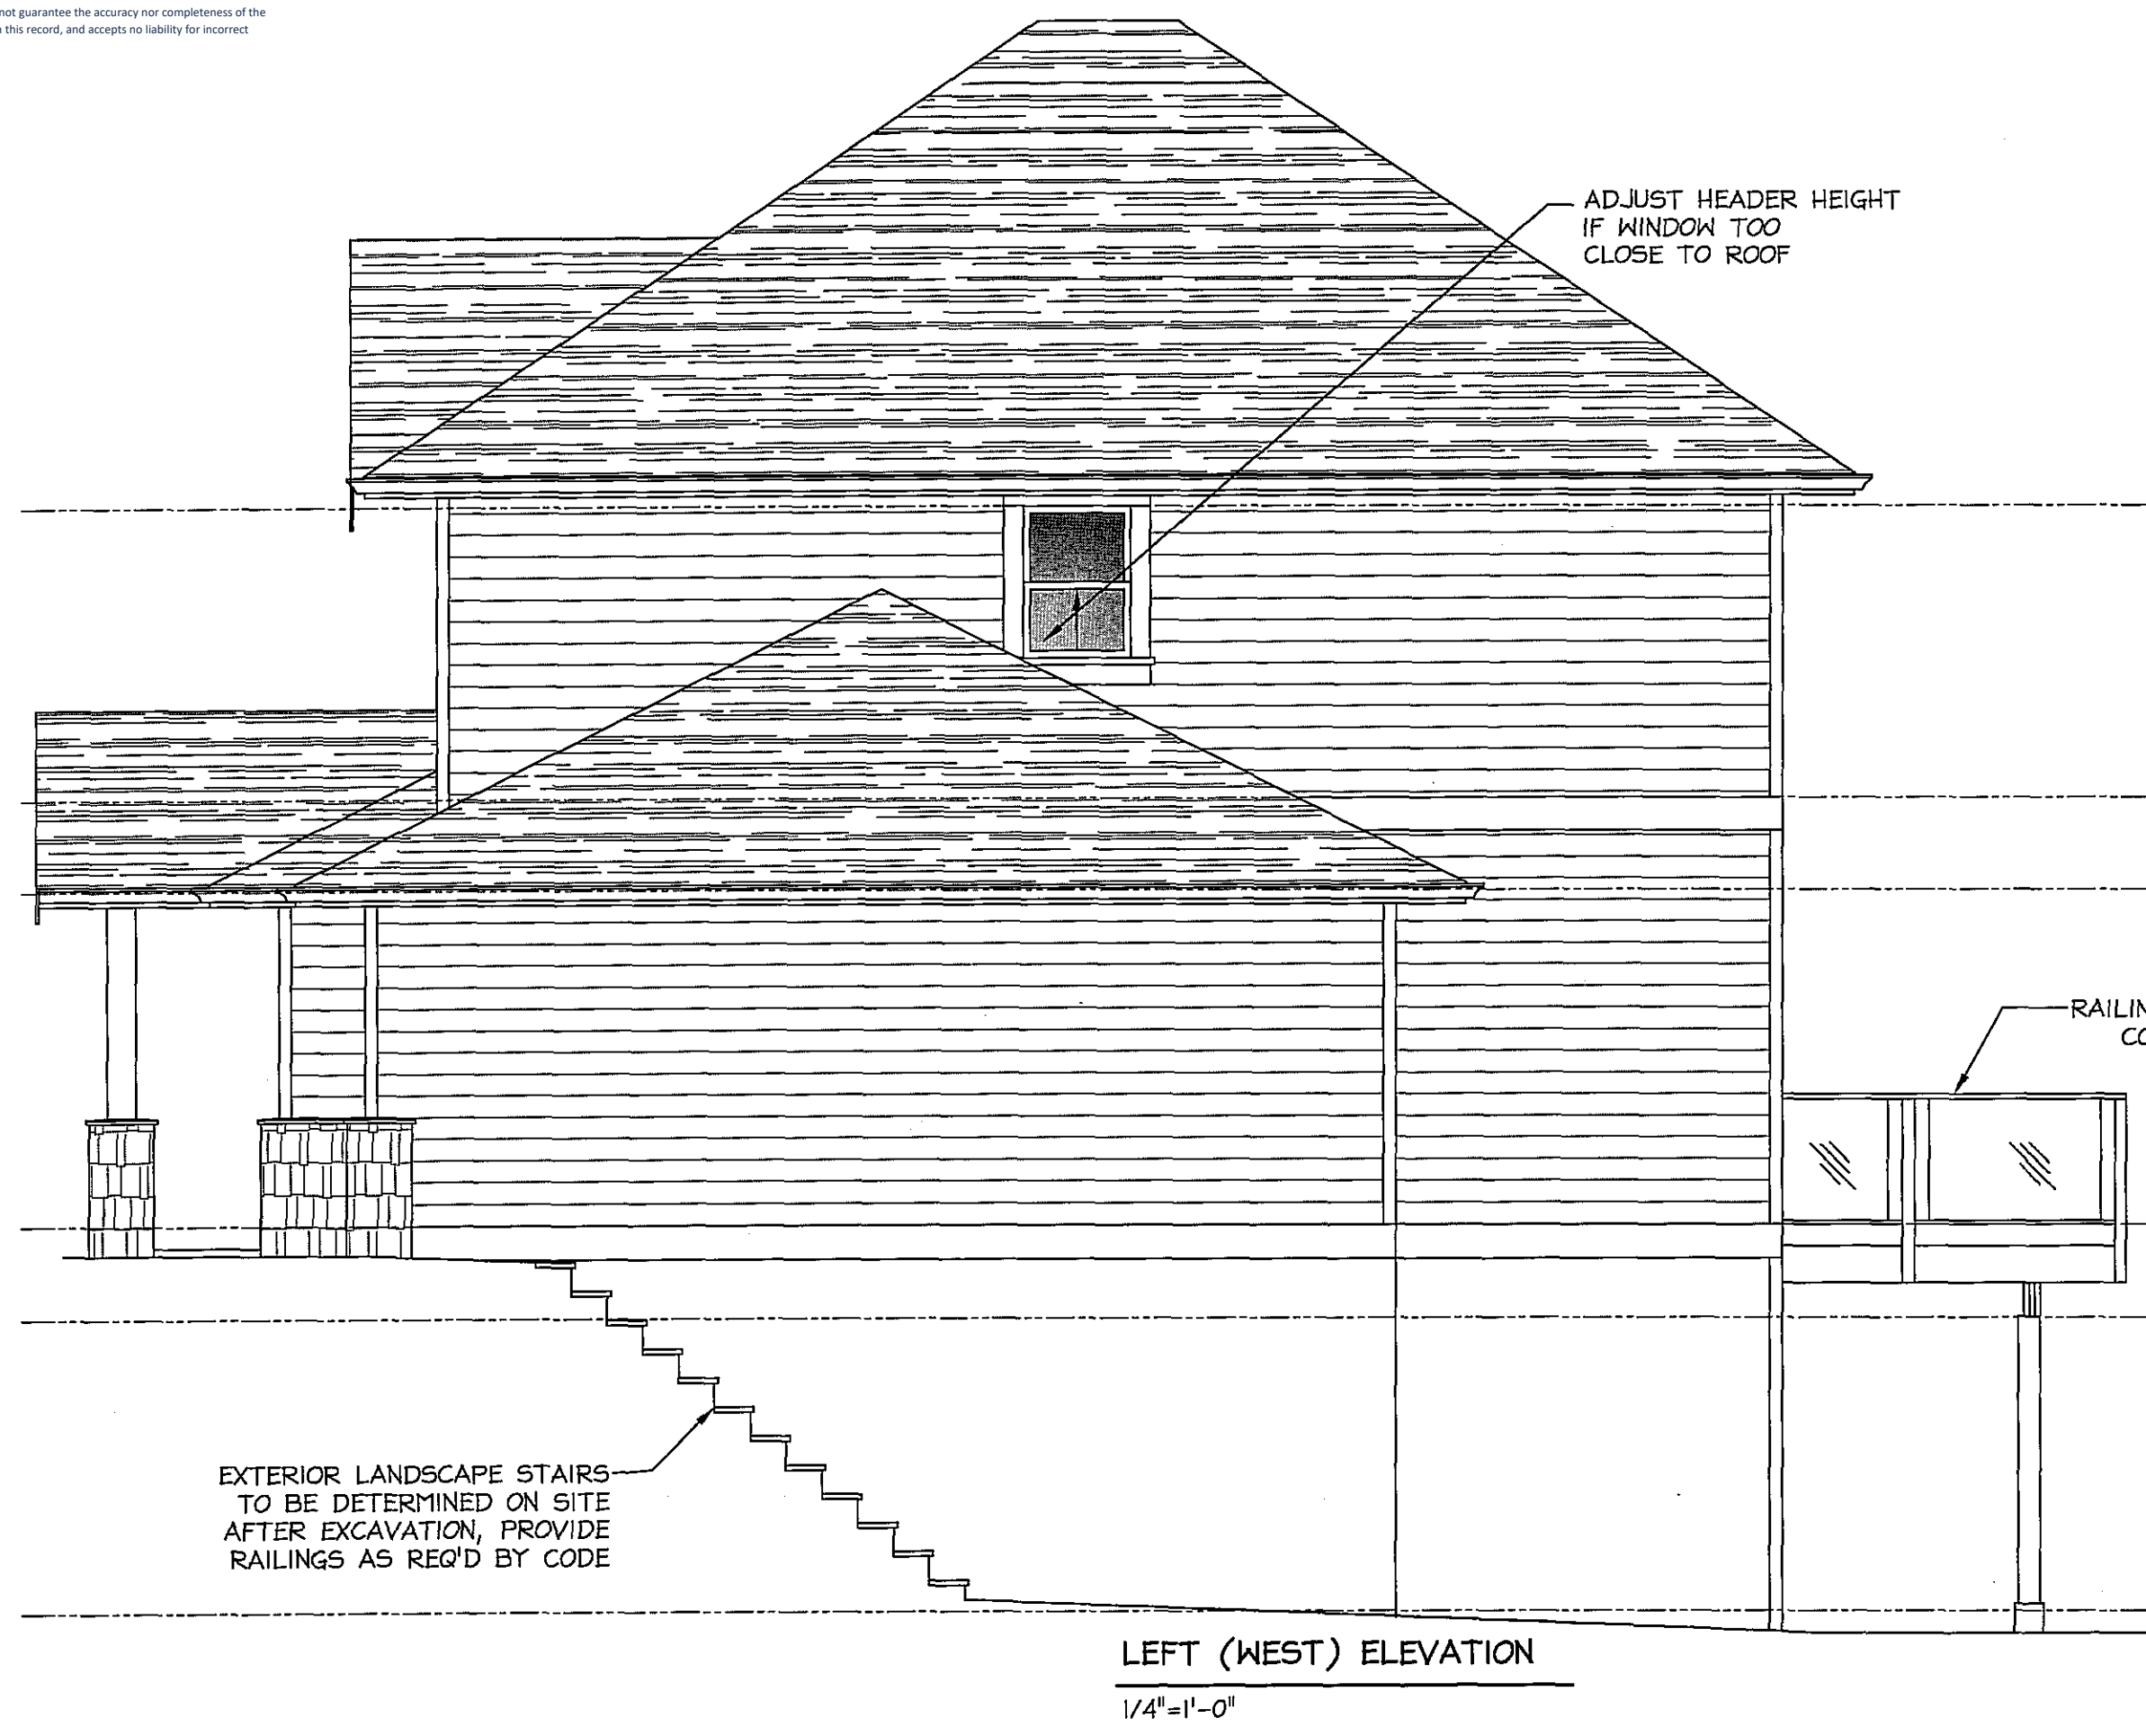 not guarantee the accuracy nor completeness of the
this record, and accepts no liability for incorrect
ADJUST HEADER HEIGHT
IF WINDOW TOO
CLOSE TO ROOF
EXTERIOR LANDSCAPE STAIRS
TO BE DETERMINED ON SITE
AFTER EXCAVATION, PROVIDE
RAILINGS AS REQ'D BY CODE
LEFT (WEST) ELEVATION
1/4"=1'-0"